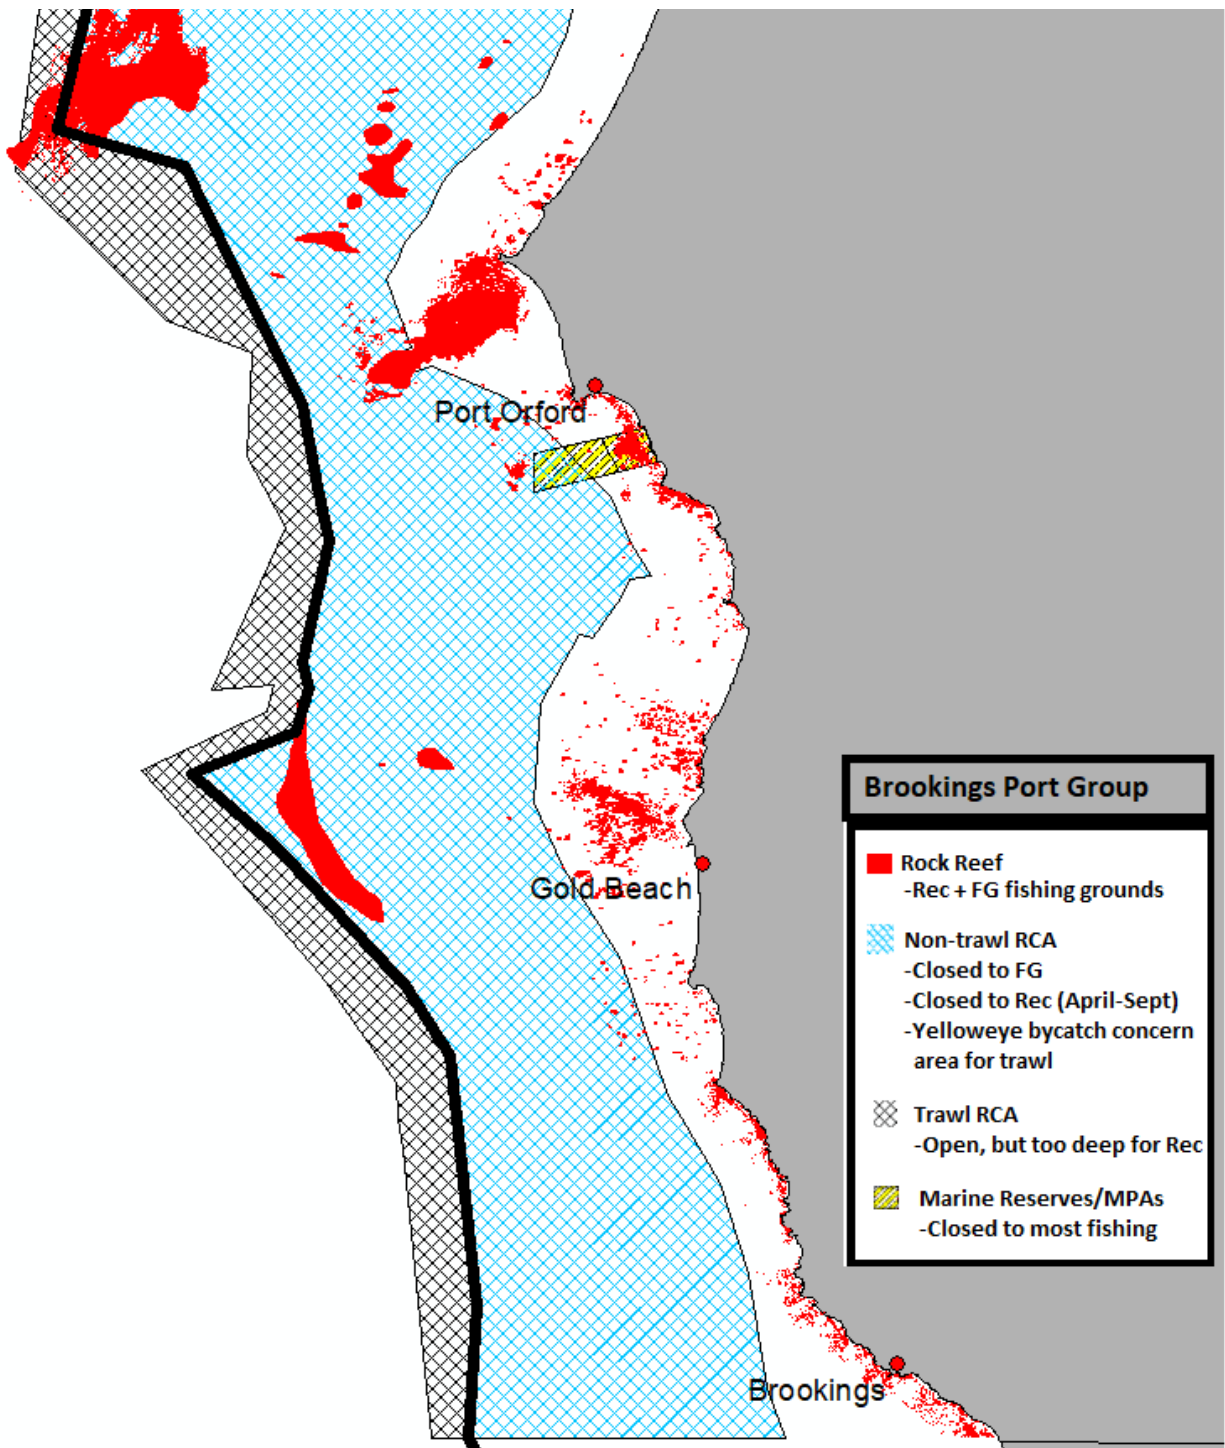 Port Orford
Gold Beach
Brookings
Brookings Port Group
Rock Reef
-Rec + FG fishing grounds
Non-trawl RCA
-Closed to FG
-Closed to Rec (April-Sept)
-Yelloweye bycatch concern
area for trawl
Trawl RCA
-Open, but too deep for Rec
Marine Reserves/MPAs
-Closed to most fishing